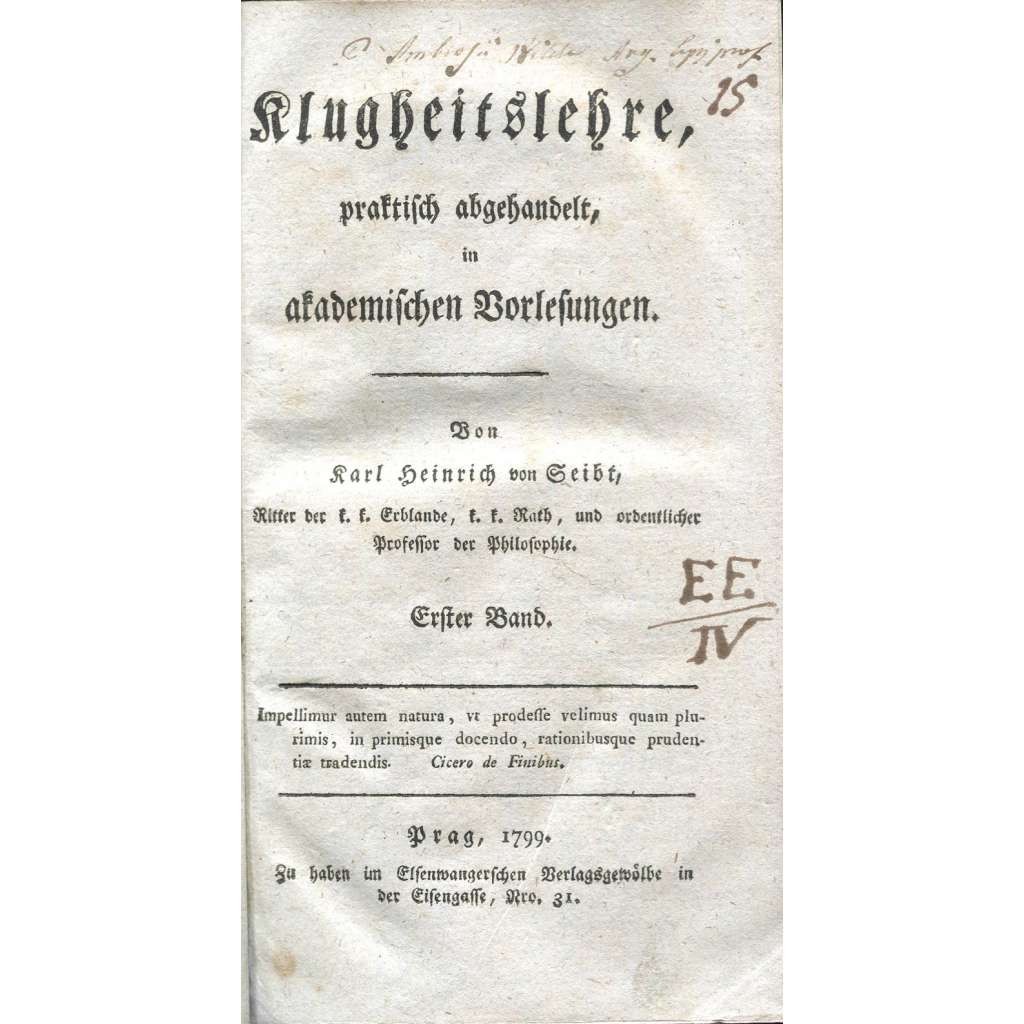 15
Klugheitslehre,
praktisch abgehandelt,
in
akademischen Vorlesungen.
Von
Karl Heinrich von Seibt,
Ritter der k. k. Erblande, k. k. Rath, und ordentlicher
Professor der Philosophie.
EE
IV
Erster Band.
Impellimur autem natura, vt prodesse velimus quam plu-
rimis, in primisque docendo, rationibusque pruden-
tiæ tradendis. Cicero de Finibus.
Prag, 1799.
Zu haben im Elsenwangerschen Verlagsgewölbe in
der Eisengasse, Nro. 31.